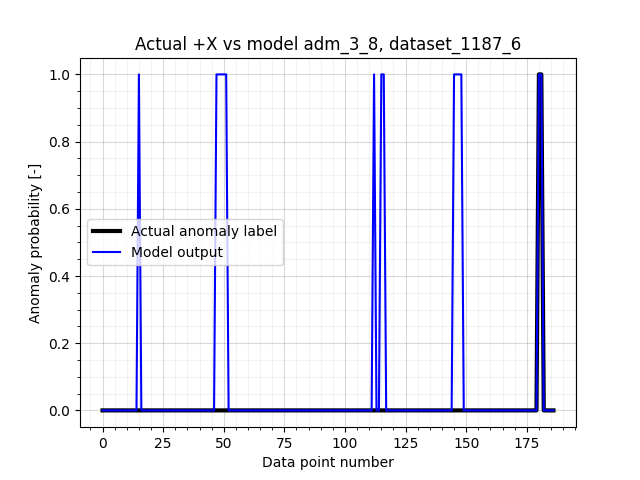 Actual +X vs model adm_3_8, dataset_1187_6
Anomaly probability [-]
1.0
0.8
0.6
0.4
0.2
0.0
Actual anomaly label
Model output
0 25 50 75 100 125 150 175
Data point number